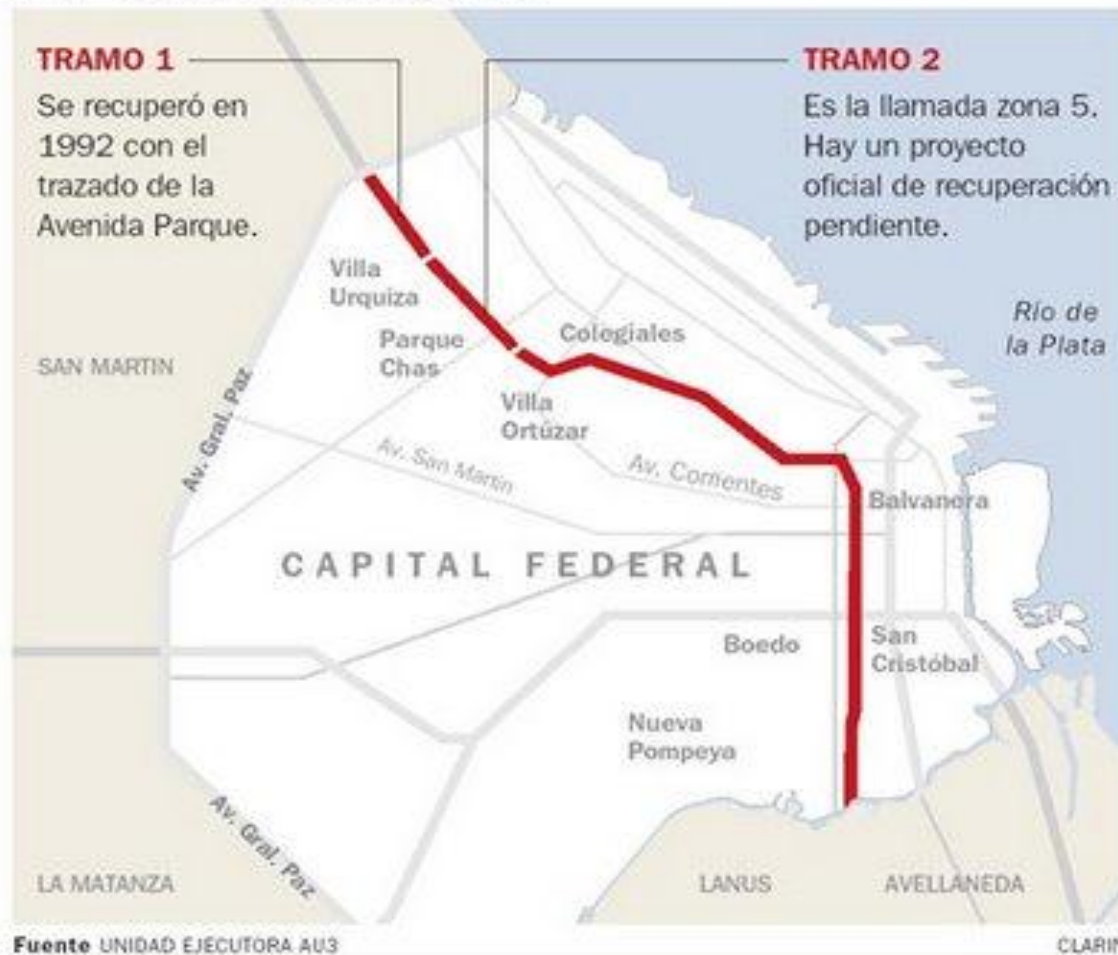 TRAMO 1
Se recuperó en
1992 con el
trazado de la
Avenida Parque.
TRAMO 2
Es la llamada zona 5.
Hay un proyecto
oficial de recuperación
pendiente.
Río de
la Plata
Villa
Urquiza
Parque
Chas
Colegiales
SAN MARTIN
Villa
Ortúzar
Av. Gral. Paz
Av. San Martín
Av. Corrientes
Balvanera
CAPITAL FEDERAL
Boedo
San
Cristóbal
Nueva
Pompeya
Av. Gral. Paz
LA MATANZA
LANUS
AVELLANEDA
Fuente UNIDAD EJECUTORA AU3
CLARIN